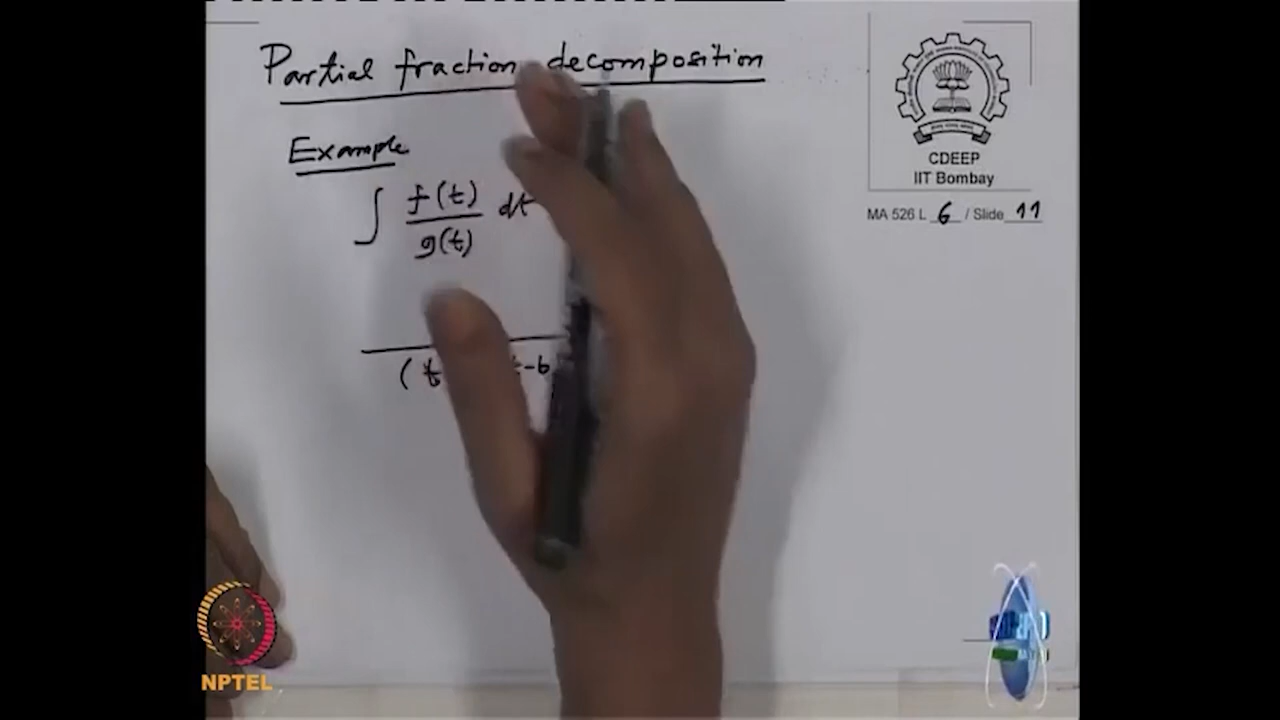 Partial fraction decomposition
CDEEP
IIT Bombay
MA 526 L 6 / Slide 11
Example
∫ f(t) dt
g(t)
( t -b
NPTEL